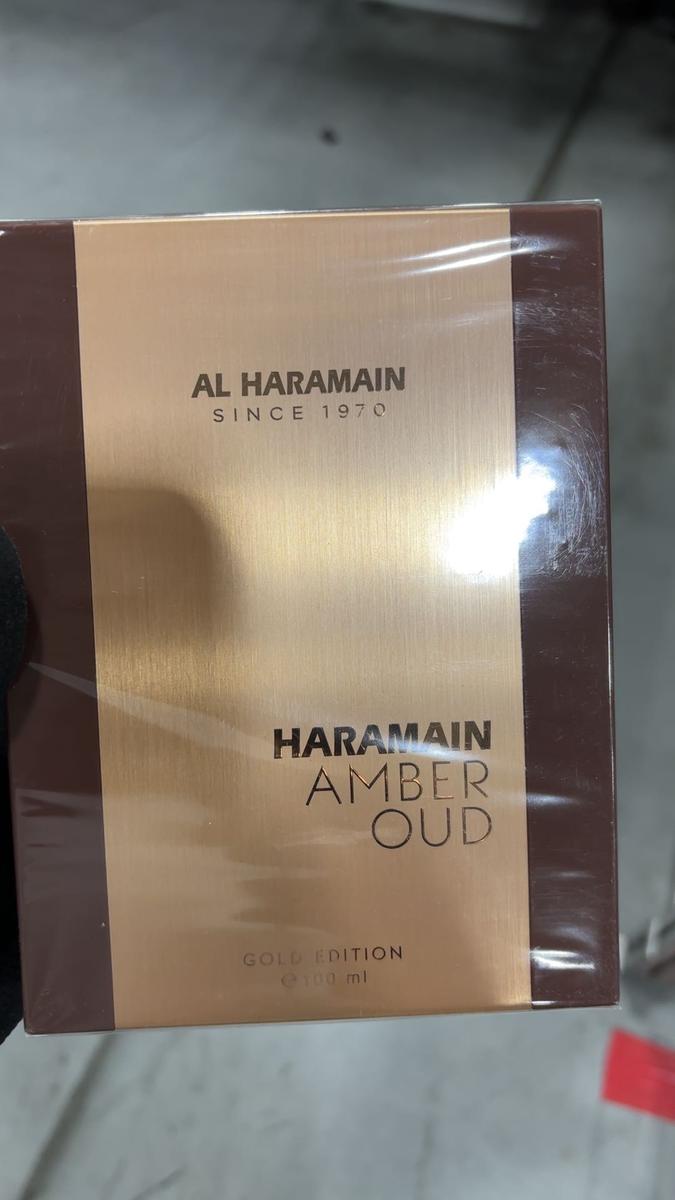 AL HARAMAIN
SINCE 1970
HARAMAIN
AMBER
OUD
GOLD EDITION
℮100 ml